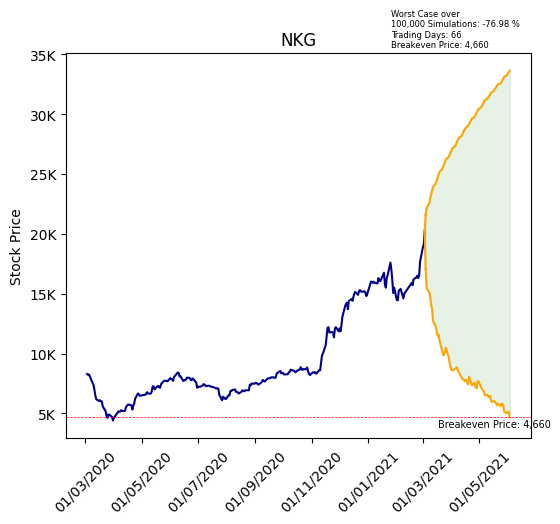 Worst Case over
100,000 Simulations: -76.98 %
Trading Days: 66
Breakeven Price: 4,660
NKG
35K
30K
25K
20K
15K
10K
5K
Stock Price
Breakeven Price: 4,660
01/03/2020
01/05/2020
01/07/2020
01/09/2020
01/11/2020
01/01/2021
01/03/2021
01/05/2021